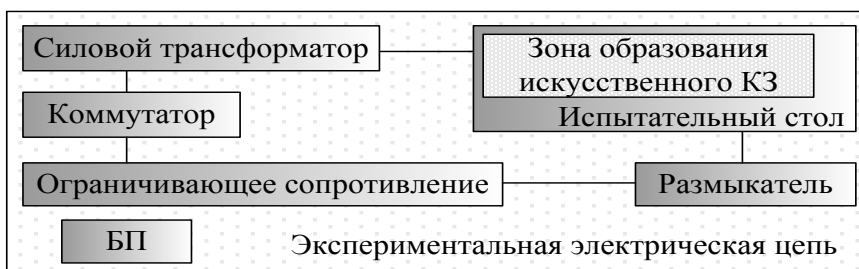 Силовой трансформатор
Зона образования
искусственного КЗ
Коммутатор
Испытательный стол
Ограничивающее сопротивление
Размыкатель
БП
Экспериментальная электрическая цепь